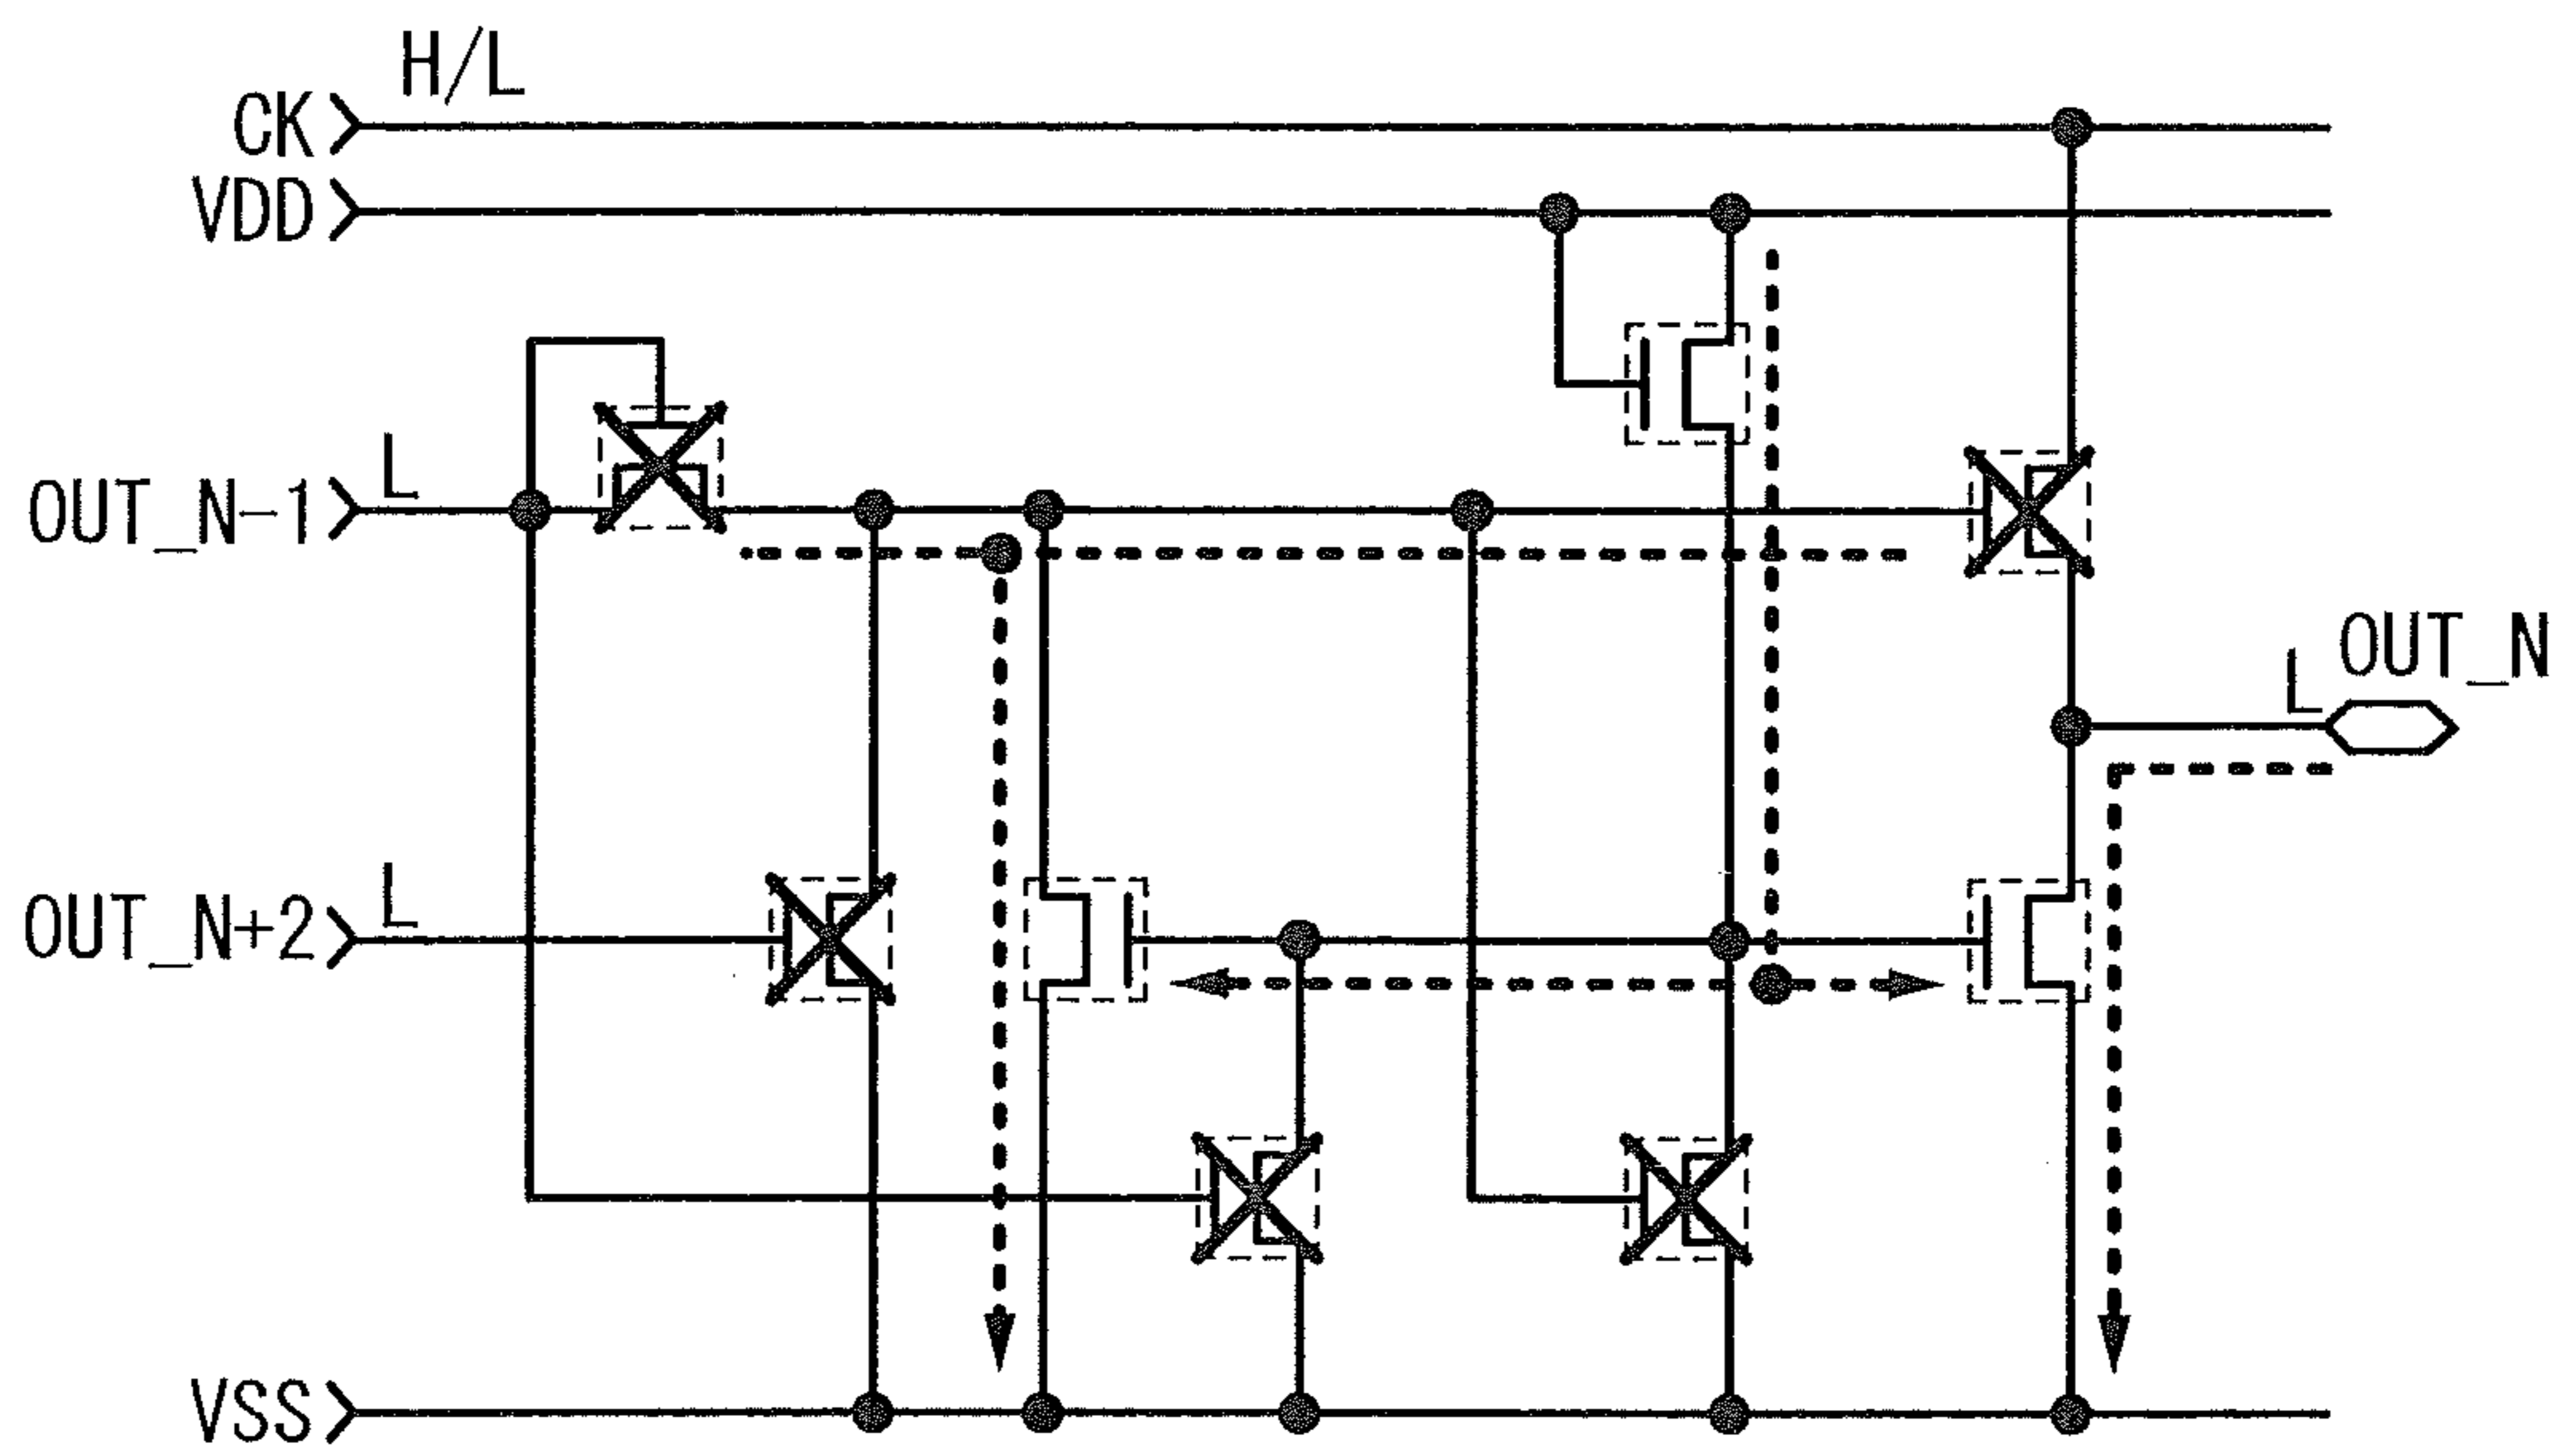 H/L
CK
VDD
L
OUT_N-1
L
OUT_N
L
OUT_N+2
VSS